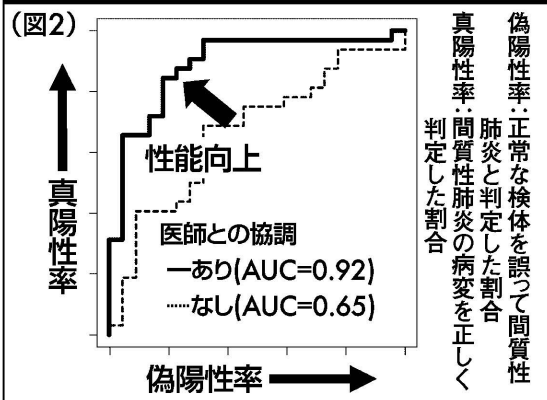 (図2)
真陽性率
性能向上
医師との協調
あり(AUC=0.92)
なし(AUC=0.65)
偽陽性率
偽陽性率:正常な検体を誤って間質性
肺炎と判定した割合
真陽性率:間質性肺炎の病変を正しく
判定した割合